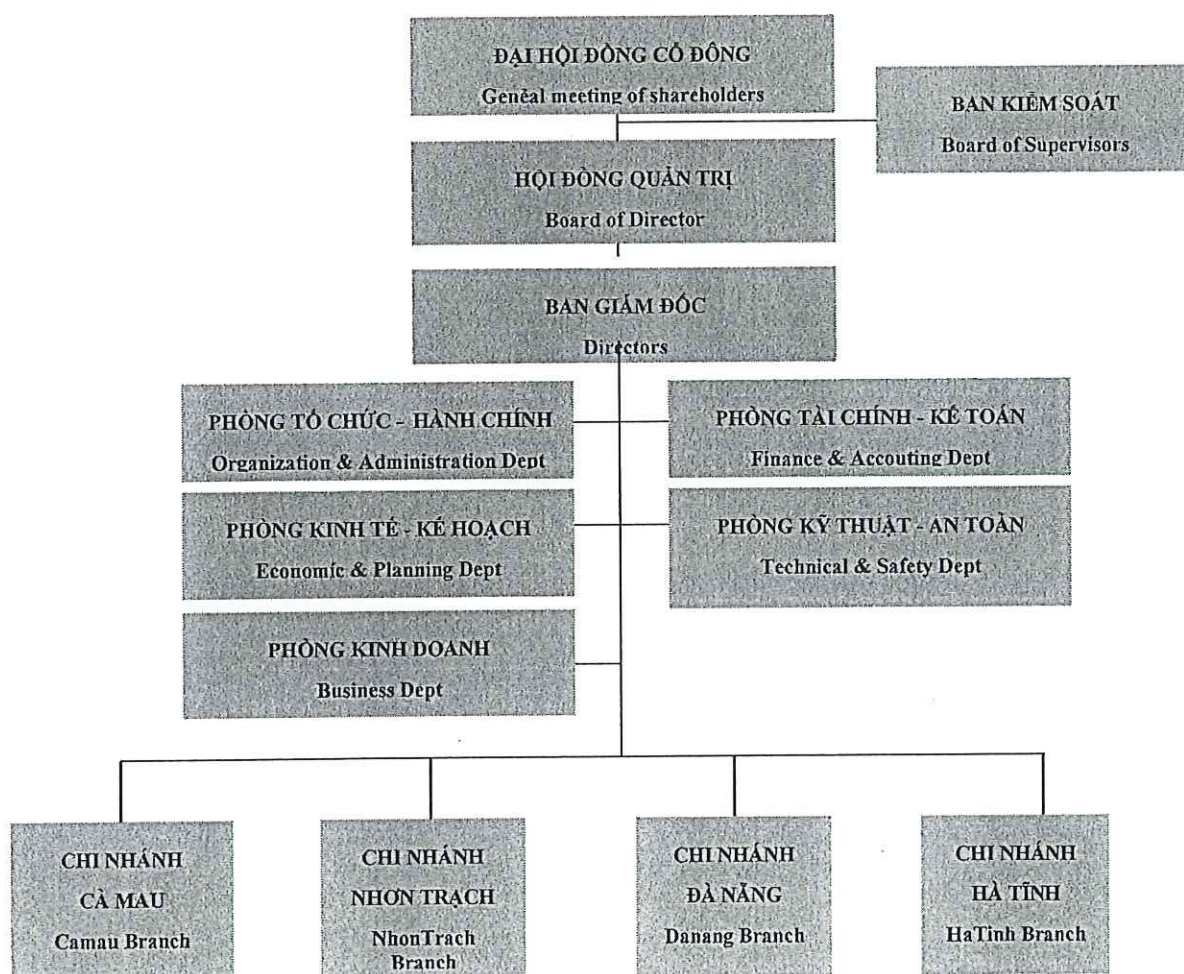 ĐẠI HỘI ĐỒNG CỔ ĐÔNG
Genẻal meeting of shareholders
BAN KIỂM SOÁT
Board of Supervisors
HỘI ĐỒNG QUẢN TRỊ
Board of Director
BAN GIÁM ĐỐC
Directors
PHÒNG TỔ CHỨC - HÀNH CHÍNH
Organization & Administration Dept
PHÒNG TÀI CHÍNH - KẾ TOÁN
Finance & Accouting Dept
PHÒNG KINH TẾ - KẾ HOẠCH
Economic & Planning Dept
PHÒNG KỸ THUẬT - AN TOÀN
Technical & Safety Dept
PHÒNG KINH DOANH
Business Dept
CHI NHÁNH
CÀ MAU
Camau Branch
CHI NHÁNH
NHƠN TRẠCH
NhonTrach
Branch
CHI NHÁNH
ĐÀ NẴNG
Danang Branch
CHI NHÁNH
HÀ TĨNH
HaTinh Branch